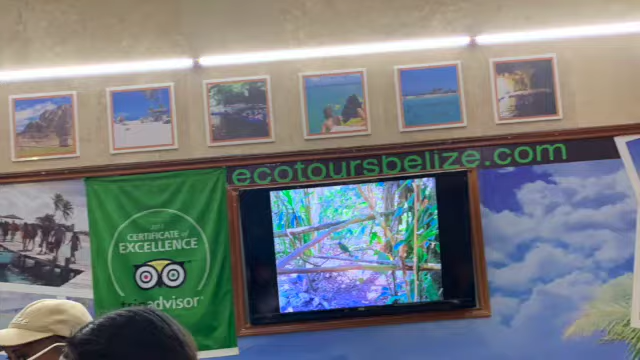 ecotoursbelize.com
CERTIFICATE of
EXCELLENCE
tripadvisor